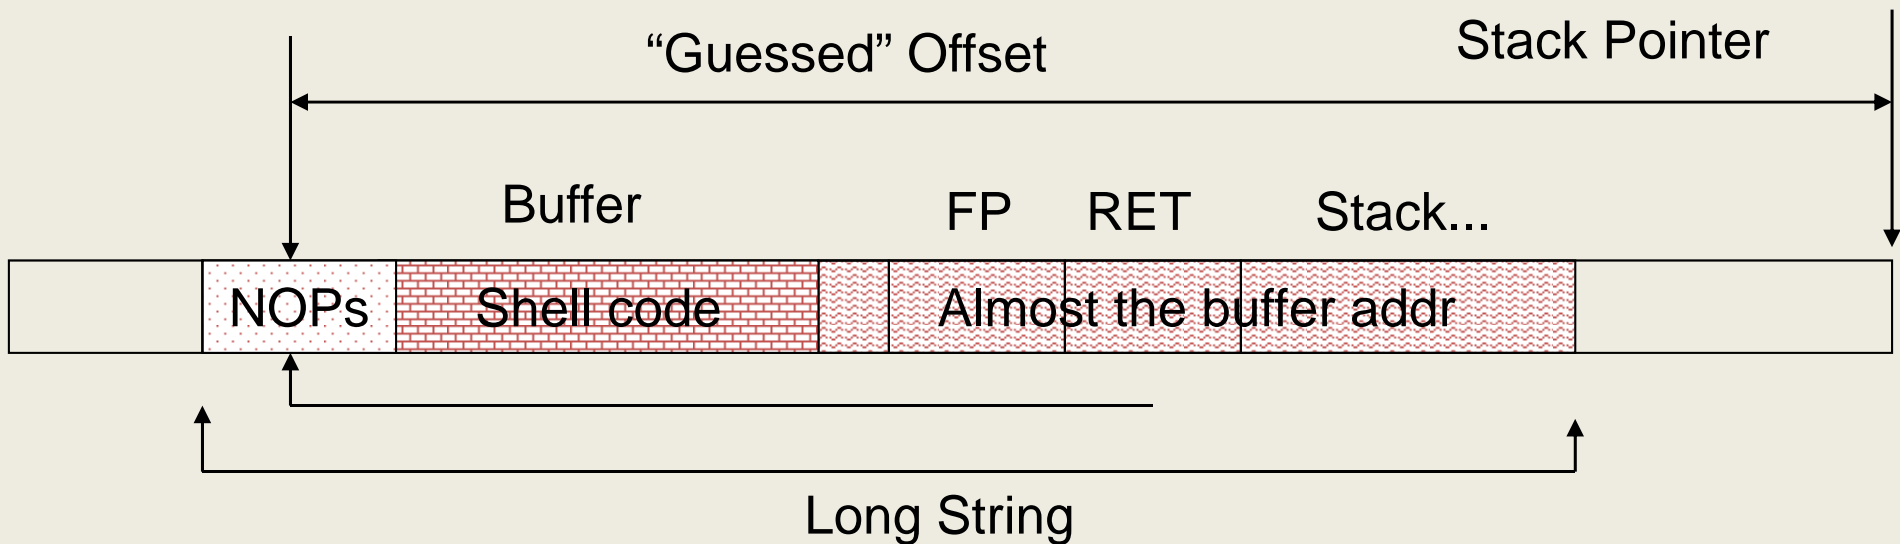 “Guessed” Offset
Stack Pointer
Buffer
FP
RET
Stack...
NOPs
Shell code
Almost the buffer addr
Long String